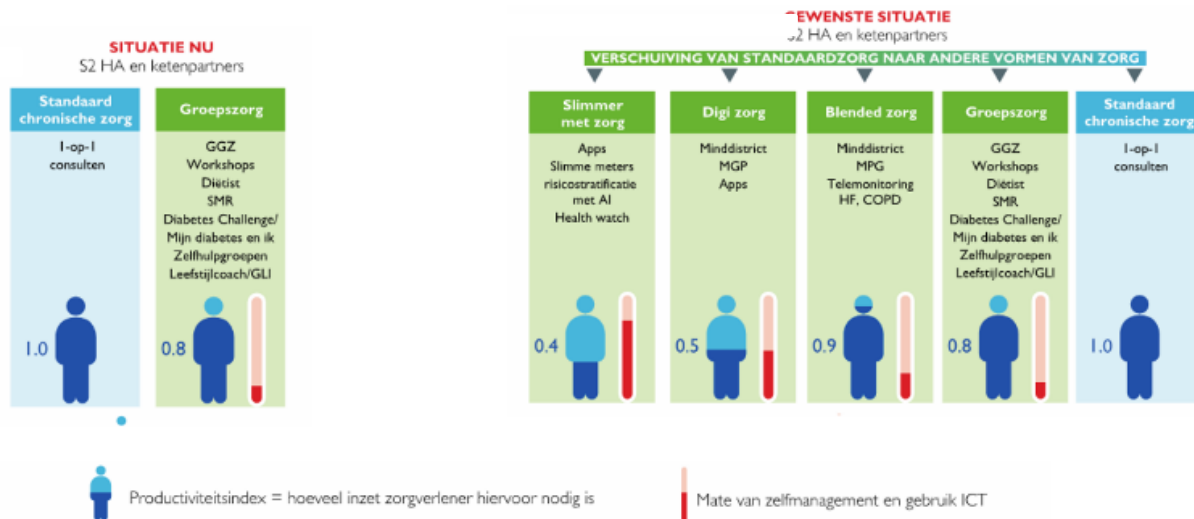 SITUATIE NU
S2 HA en ketenpartners
Standaard
chronische zorg
1-op-1
consulten
1.0
Groepszorg
GGZ
Workshops
Diëtist
SMR
Diabetes Challenge/
Mijn diabetes en ik
Zelfhulpgroepen
Leefstijlcoach/GLI
0.8
EWENSTE SITUATIE
S2 HA en ketenpartners
VERSCHUIVING VAN STANDAARDZORG NAAR ANDERE VORMEN VAN ZORG
Slimmer
met zorg
Apps
Slimme meters
risicostratificatie
met AI
Health watch
0.4
Digi zorg
Minddistrict
MGP
Apps
0.5
Blended zorg
Minddistrict
MPG
Telemonitoring
HF, COPD
0.9
Groepszorg
GGZ
Workshops
Diëtist
SMR
Diabetes Challenge/
Mijn diabetes en ik
Zelfhulpgroepen
Leefstijlcoach/GLI
0.8
Standaard
chronische zorg
1-op-1
consulten
1.0
Productiviteitsindex = hoeveel inzet zorgverlener hiervoor nodig is
Mate van zelfmanagement en gebruik ICT